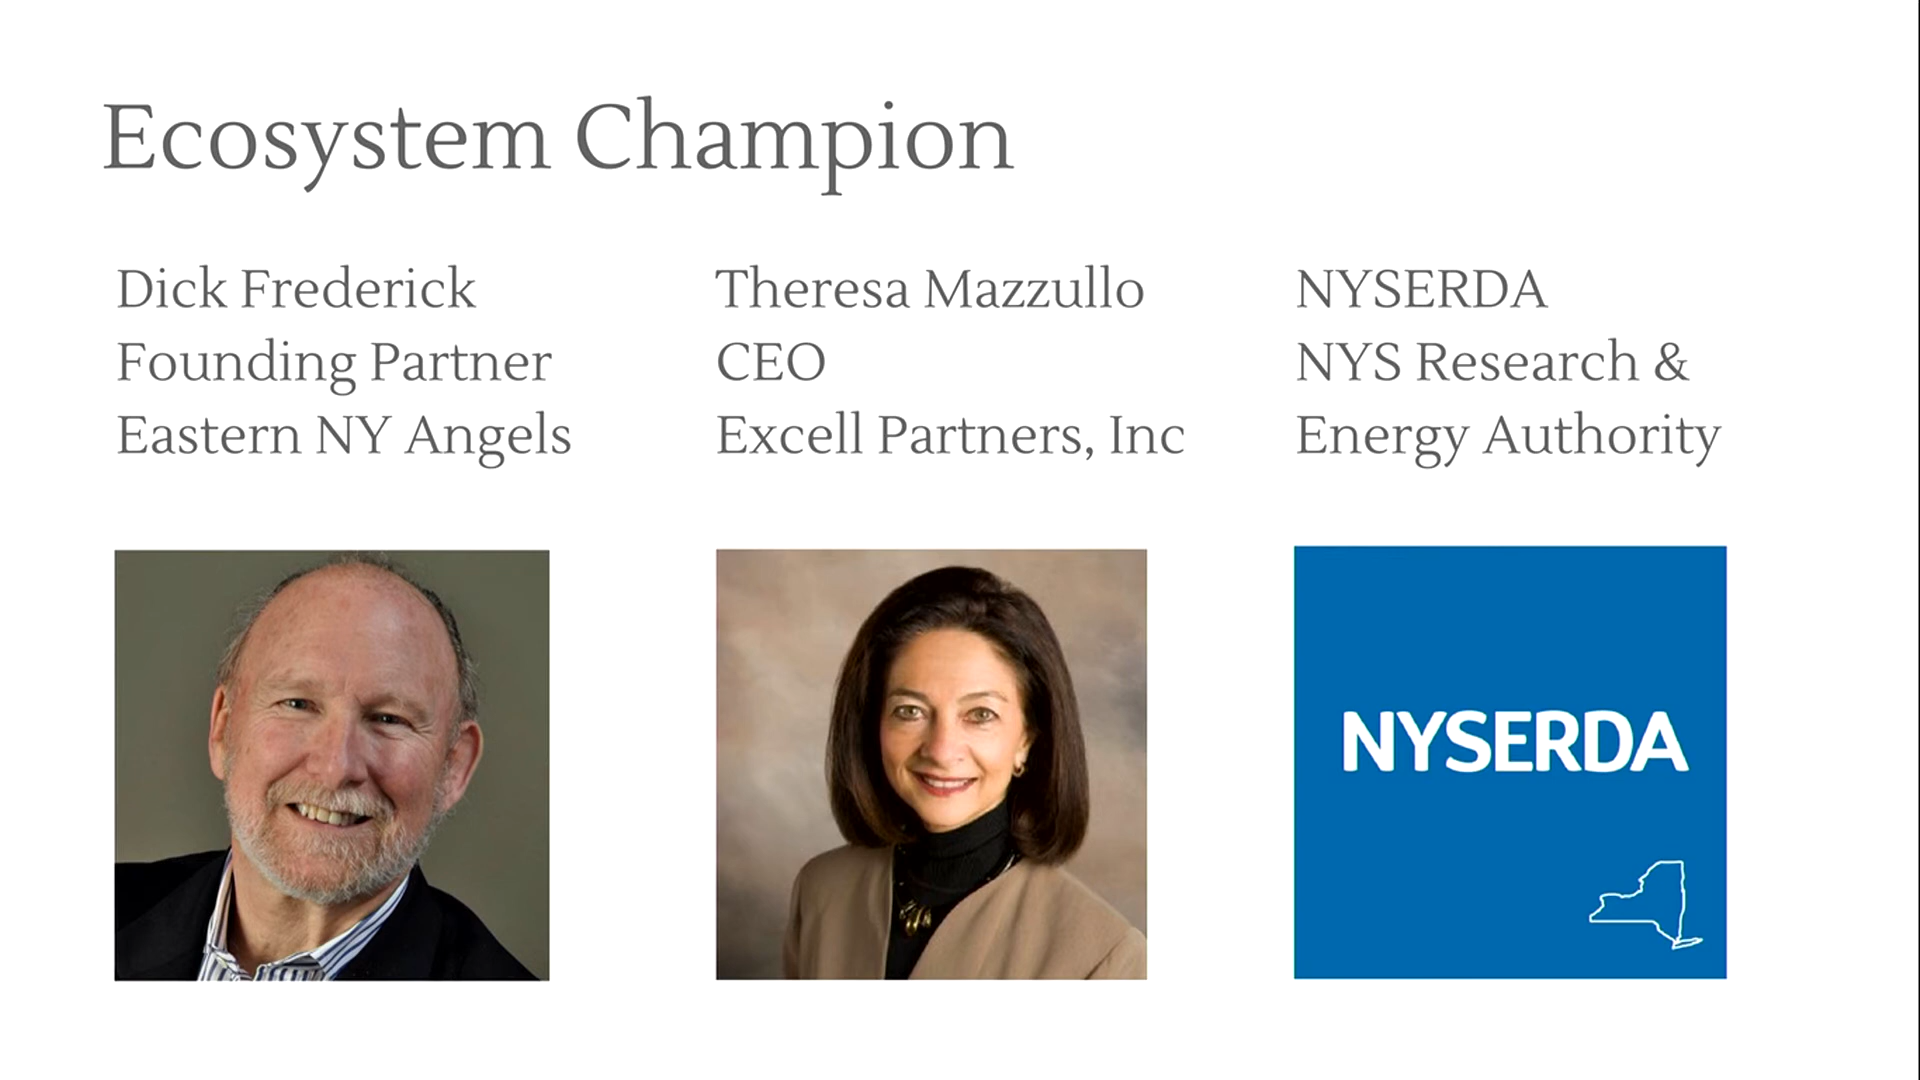 Ecosystem Champion
Dick Frederick
Founding Partner
Eastern NY Angels
Theresa Mazzullo
CEO
Excell Partners, Inc
NYSERDA
NYS Research &
Energy Authority
NYSERDA